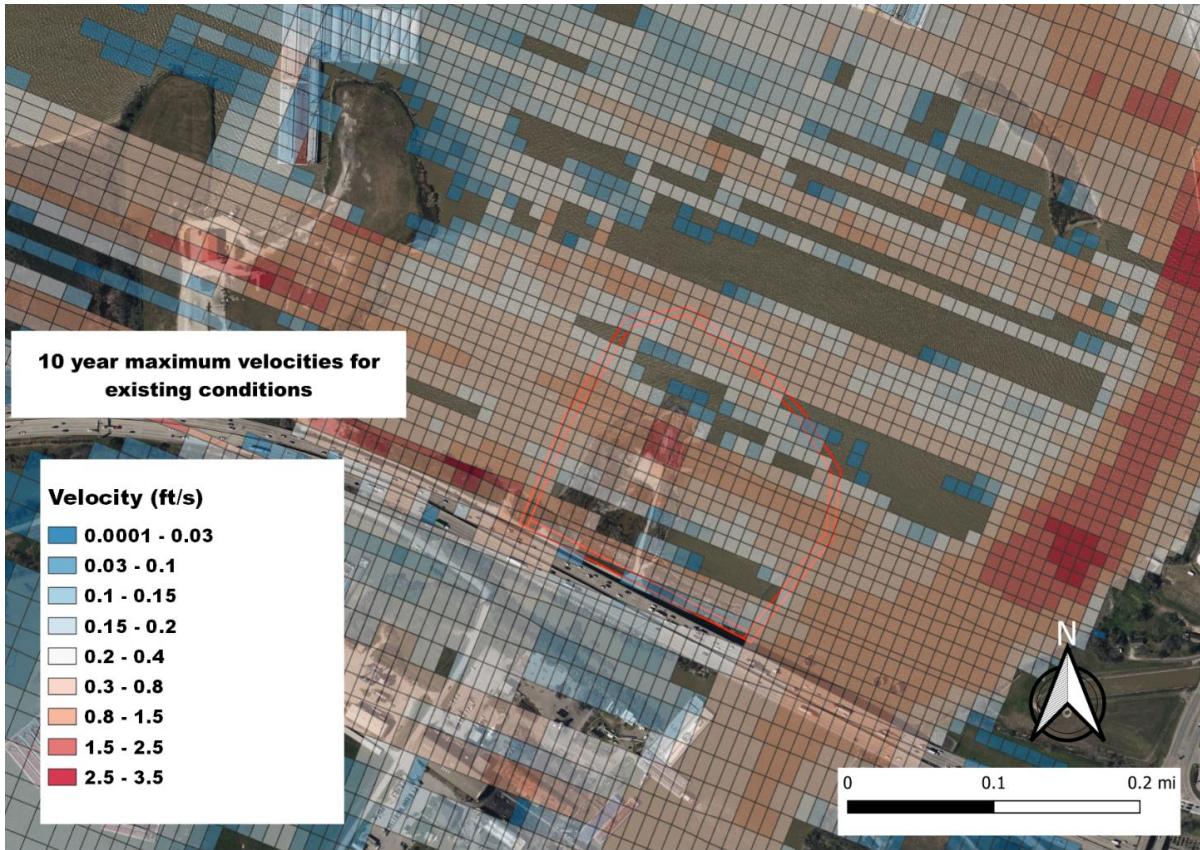 10 year maximum velocities for
existing conditions
Velocity (ft/s)
0.0001 - 0.03
0.03 - 0.1
0.1 - 0.15
0.15 - 0.2
0.2 - 0.4
0.3 - 0.8
0.8 - 1.5
1.5 - 2.5
2.5 - 3.5
N
0 0.1 0.2 mi